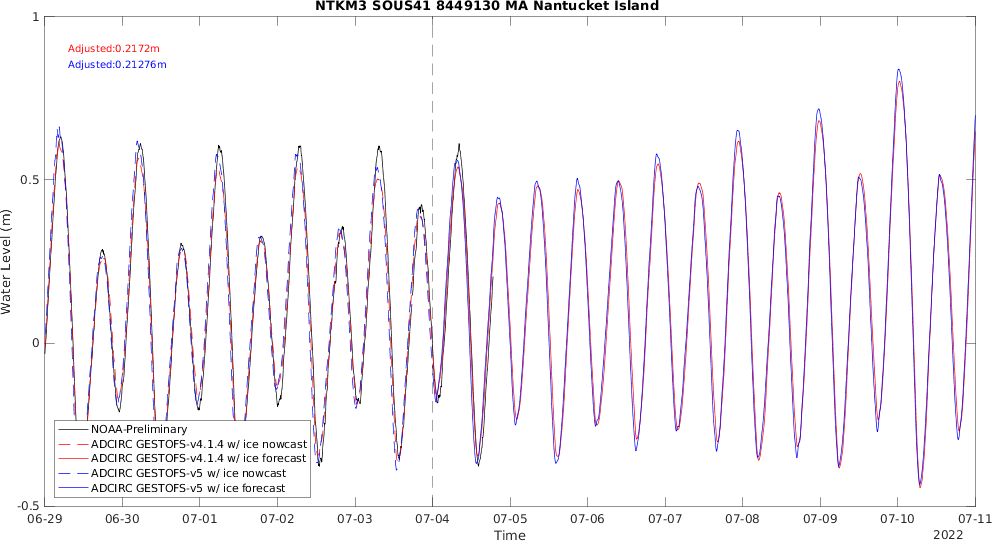 NTKM3 SOUS41 8449130 MA Nantucket Island
1
Adjusted:0.2172m
Adjusted:0.21276m
0.5
Water Level (m)
0
NOAA-Preliminary
ADCIRC GESTOFS-v4.1.4 w/ ice nowcast
ADCIRC GESTOFS-v4.1.4 w/ ice forecast
ADCIRC GESTOFS-v5 w/ ice nowcast
ADCIRC GESTOFS-v5 w/ ice forecast
-0.5
06-29 06-30 07-01 07-02 07-03 07-04 07-05 07-06 07-07 07-08 07-09 07-10 07-11
Time
2022